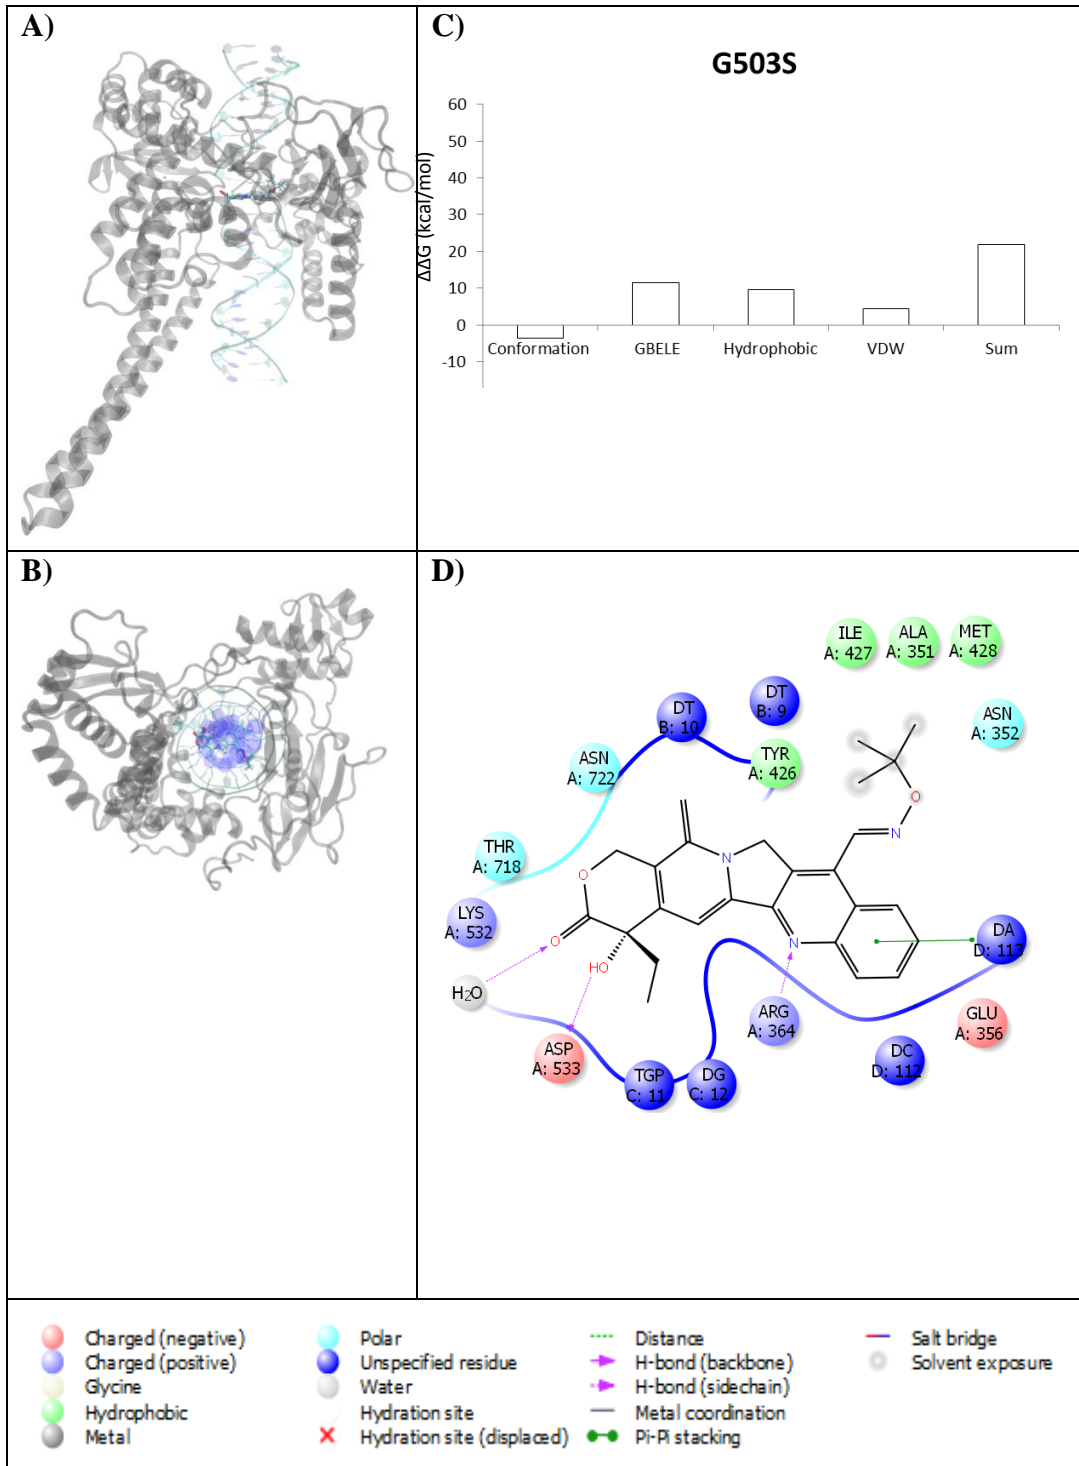 A)
C)
G503S
60
50
40
30
20
10
0
-10
ΔΔG (kcal/mol)
Conformation GBELE Hydrophobic VDW Sum
B)
D)
ILE
A: 427
ALA
A: 351
MET
A: 428
DT
B: 9
DT
B: 10
ASN
A: 352
TYR
A: 426
ASN
A: 722
O
N
THR
A: 718
N
O
LYS
A: 532
O
N
DA
D: 113
HO
H₂O
ARG
A: 364
GLU
A: 356
ASP
A: 533
DC
D: 112
TGP
C: 11
DG
C: 12
Charged (negative)
Charged (positive)
Glycine
Hydrophobic
Metal
Polar
Unspecified residue
Water
Hydration site
Hydration site (displaced)
Distance
H-bond (backbone)
H-bond (sidechain)
Metal coordination
Pi-Pi stacking
Salt bridge
Solvent exposure